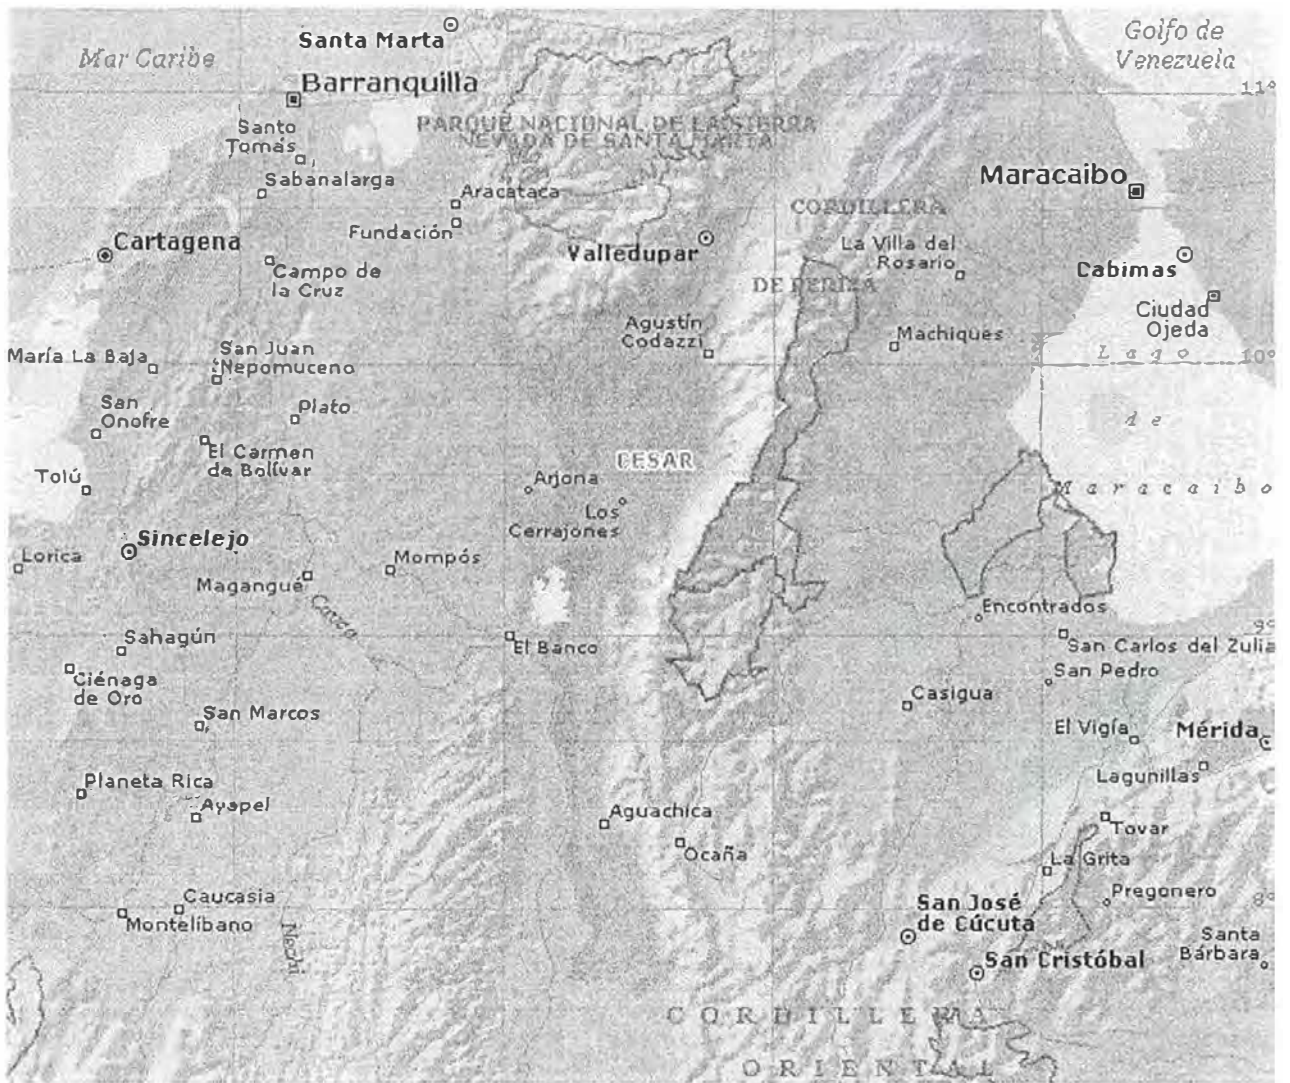 Santa Marta
Mar Caribe
Golfo de
Venezuela
Barranquilla
11°
Santo
Tomás
PARQUE NACIONAL DE LA SIERRA
NEVADA DE SANTA MARTA
Sabanalarga
Aracataca
Maracaibo
CORDILLERA
DE PERIJÁ
Fundación
Cartagena
Valledupar
La Villa del
Rosario
Cabimas
Campo de
la Cruz
Ciudad
Ojeda
Agustín
Codazzi
Machiques
María La Baja
San Juan
Nepomuceno
Lago
de
Maracaibo
10°
San
Onofre
Plato
El Carmen
de Bolívar
CESAR
Tolú
Arjona
Los
Cerrajones
Sincelejo
Lorica
Mompós
Magangué
Cauca
Encontrados
Sahagún
El Banco
9°
San Carlos del Zulia
Ciénaga
de Oro
San Pedro
Casigua
San Marcos
El Vigía
Mérida
Planeta Rica
Lagunillas
Ayapel
Aguachica
Tovar
Ocaña
La Grita
Pregonero
Caucasia
Montelíbano
8°
San José
de Cúcuta
Nechi
Santa
Bárbara
San Cristóbal
CORDILLERA
ORIENTAL